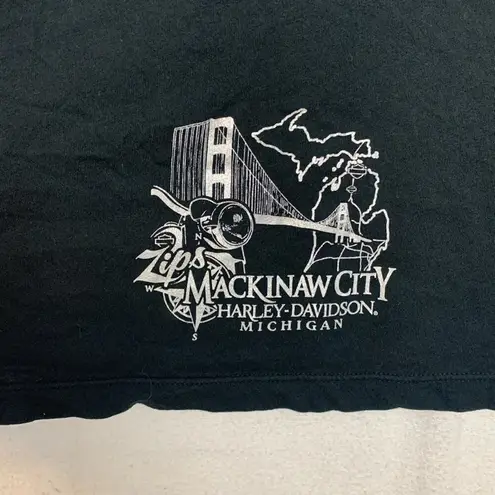 N
Zips
W
S
MACKINAW CITY
HARLEY-DAVIDSON®
MICHIGAN